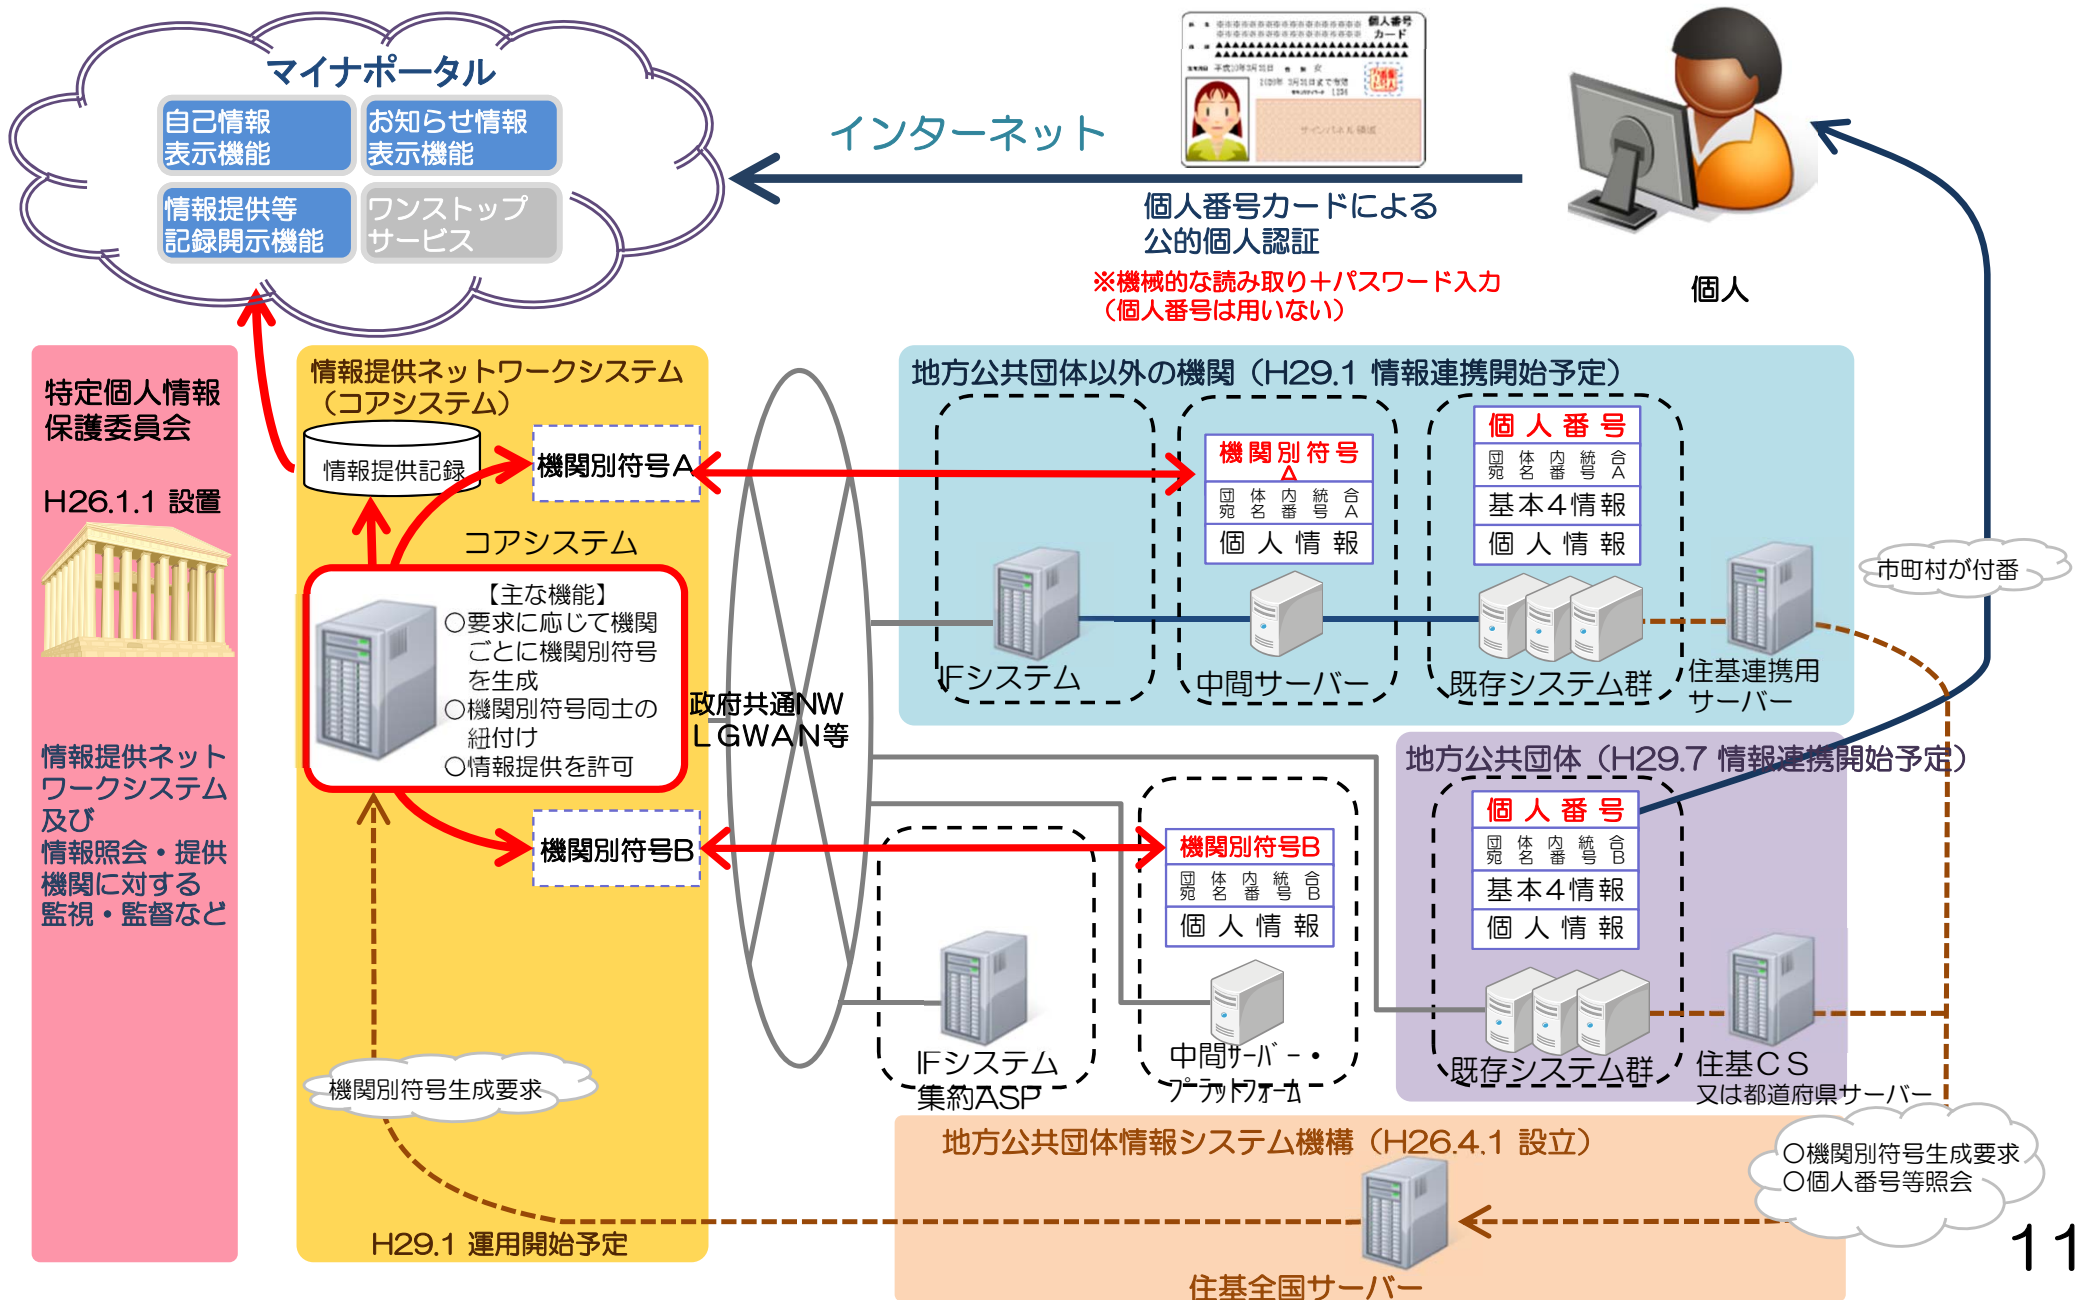 マイナポータル
自己情報
表示機能
お知らせ情報
表示機能
情報提供等
記録開示機能
ワンストップ
サービス
インターネット
個人番号
カード
平成10年3月31日
女
サインパネル領域
個人番号カードによる
公的個人認証
※機械的な読み取り＋パスワード入力
（個人番号は用いない）
個人
特定個人情報
保護委員会
H26.1.1 設置
情報提供ネット
ワークシステム
及び
情報照会・提供
機関に対する
監視・監督など
情報提供ネットワークシステム
（コアシステム）
情報提供記録
機関別符号A
コアシステム
【主な機能】
○要求に応じて機関
ごとに機関別符号
を生成
○機関別符号同士の
紐付け
○情報提供を許可
機関別符号B
機関別符号生成要求
H29.1 運用開始予定
政府共通NW
LGWAN等
地方公共団体以外の機関（H29.1 情報連携開始予定）
IFシステム
機関別符号
A
団体内統合
宛名番号A
個人情報
中間サーバー
個人番号
団体内統合
宛名番号A
基本4情報
個人情報
既存システム群
住基連携用
サーバー
市町村が付番
地方公共団体（H29.7 情報連携開始予定）
IFシステム
集約ASP
機関別符号B
団体内統合
宛名番号B
個人情報
中間ｻｰﾊﾞｰ・
ﾌﾟﾗｯﾄﾌｫｰﾑ
個人番号
団体内統合
宛名番号B
基本4情報
個人情報
既存システム群
住基CS
又は都道府県サーバー
地方公共団体情報システム機構（H26.4.1 設立）
○機関別符号生成要求
○個人番号等照会
住基全国サーバー
11